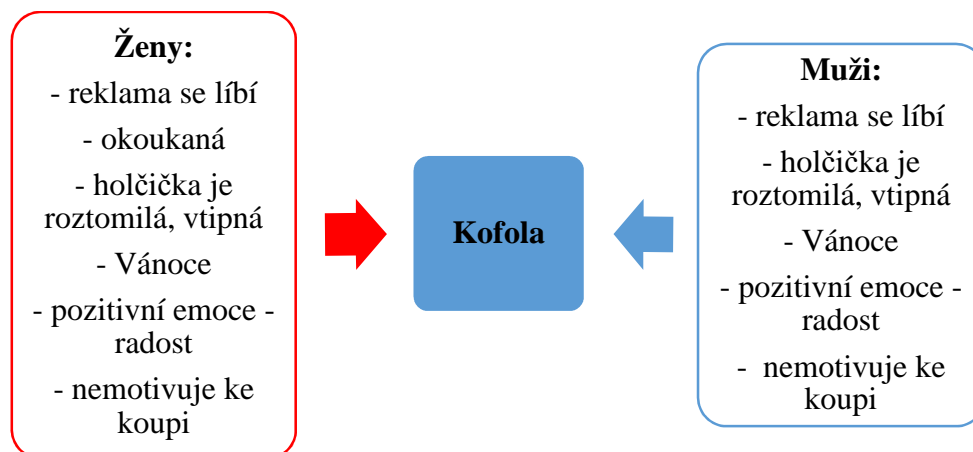 Ženy:
- reklama se líbí
- okoukaná
- holčička je
roztomilá, vtipná
- Vánoce
- pozitivní emoce -
radost
- nemotivuje ke
koupi
Kofola
Muži:
- reklama se líbí
- holčička je
roztomilá, vtipná
- Vánoce
- pozitivní emoce -
radost
- nemotivuje ke
koupi